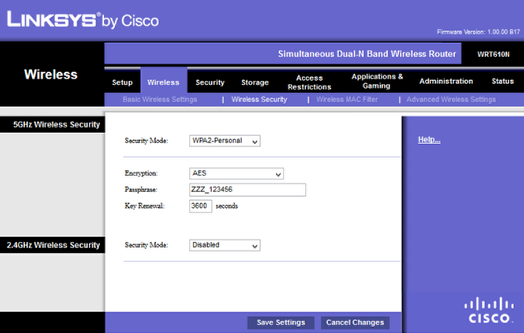 LINKSYS® by Cisco
Firmware Version: 1.00.00 B17
Simultaneous Dual-N Band Wireless Router WRT610N
Wireless
Setup Wireless Security Storage Access Restrictions Applications & Gaming Administration Status
Basic Wireless Settings | Wireless Security | Wireless MAC Filter | Advanced Wireless Settings
5GHz Wireless Security
Help...
Security Mode: WPA2-Personal
Encryption: AES
Passphrase: ZZZ_123456
Key Renewal: 3600 seconds
2.4GHz Wireless Security
Security Mode: Disabled
Save Settings Cancel Changes
CISCO.